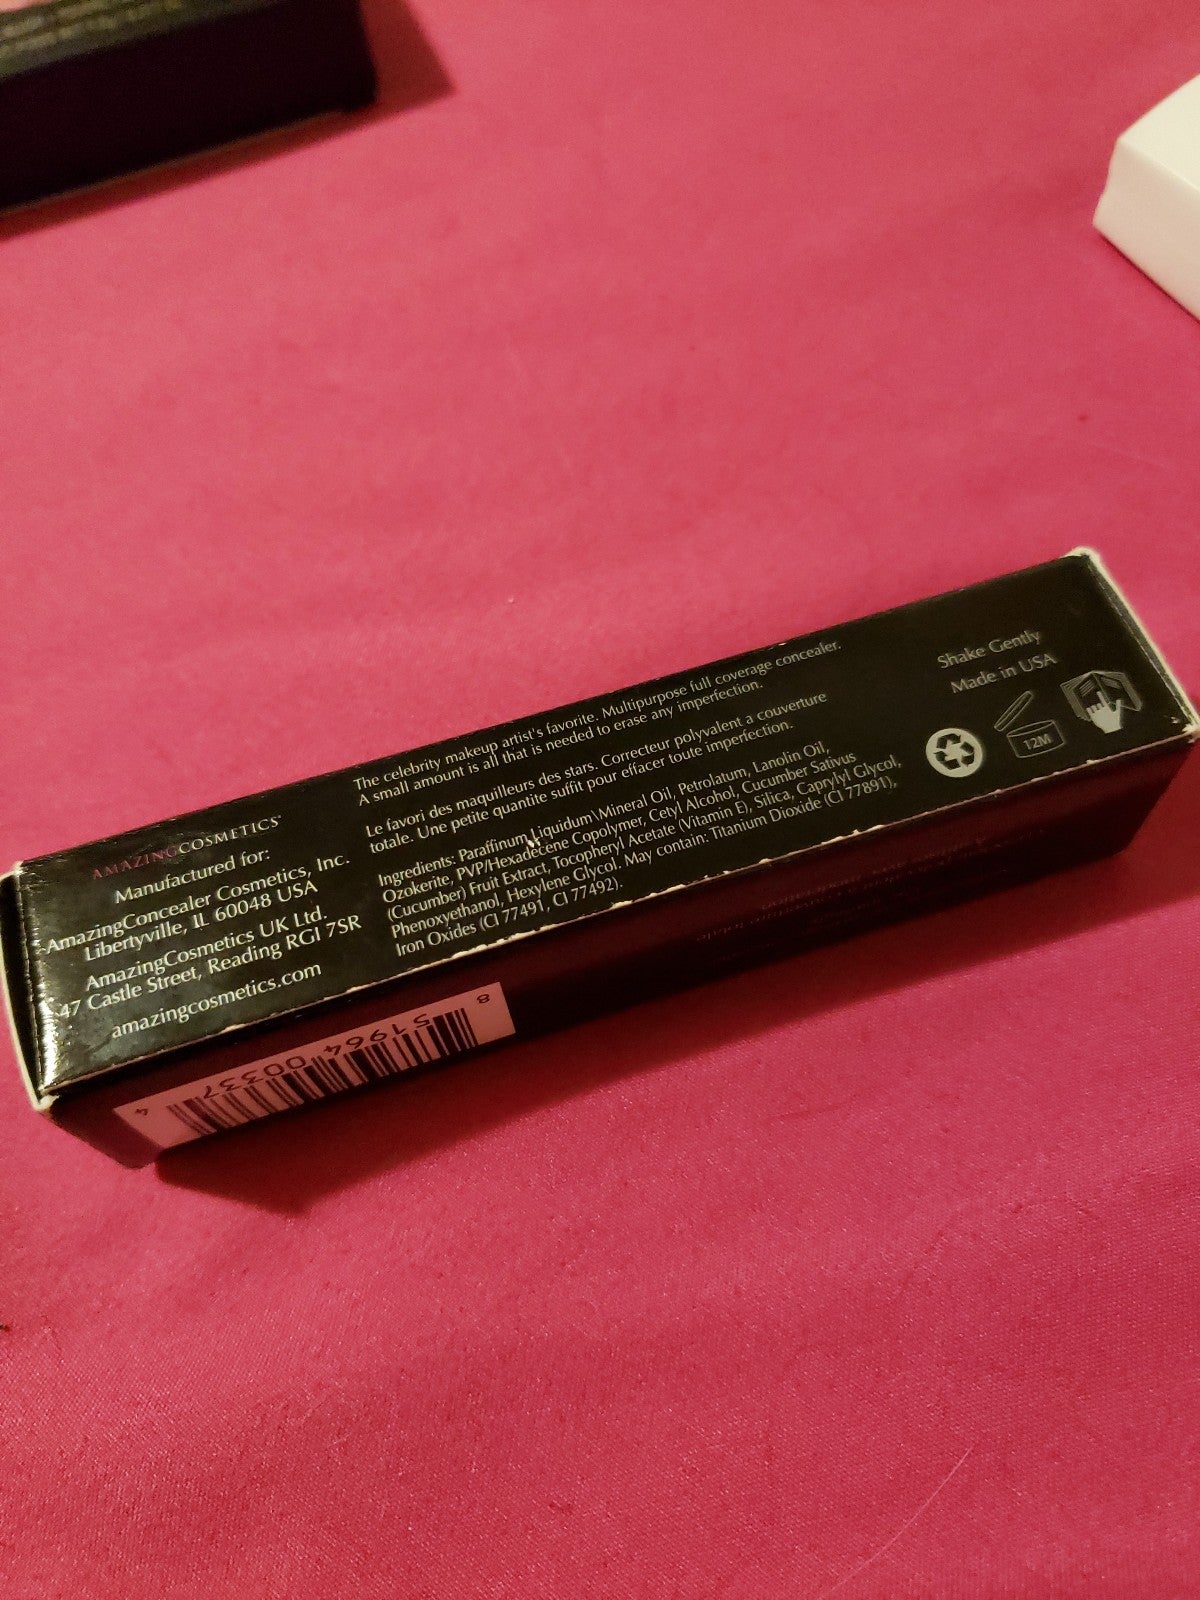 AMAZINGCOSMETICS
Manufactured for:
AmazingConcealer Cosmetics, Inc.
Libertyville, IL 60048 USA
AmazingCosmetics UK Ltd.
47 Castle Street, Reading RGI 7SR
amazingcosmetics.com
The celebrity makeup artist's favorite. Multipurpose full coverage concealer.
A small amount is all that is needed to erase any imperfection.
Le favori des maquilleurs des stars. Correcteur polyvalent a couverture
totale. Une petite quantite suffit pour effacer toute imperfection.
Ingredients: Paraffinum Liquidum\Mineral Oil, Petrolatum, Lanolin Oil,
Ozokerite, PVP/Hexadecene Copolymer, Cetyl Alcohol, Cucumber Sativus
(Cucumber) Fruit Extract, Tocopheryl Acetate (Vitamin E), Silica, Caprylyl Glycol,
Phenoxyethanol, Hexylene Glycol. May contain: Titanium Dioxide (CI 77891),
Iron Oxides (CI 77491, CI 77492).
Shake Gently
Made in USA
12M
8 51964 00337 4